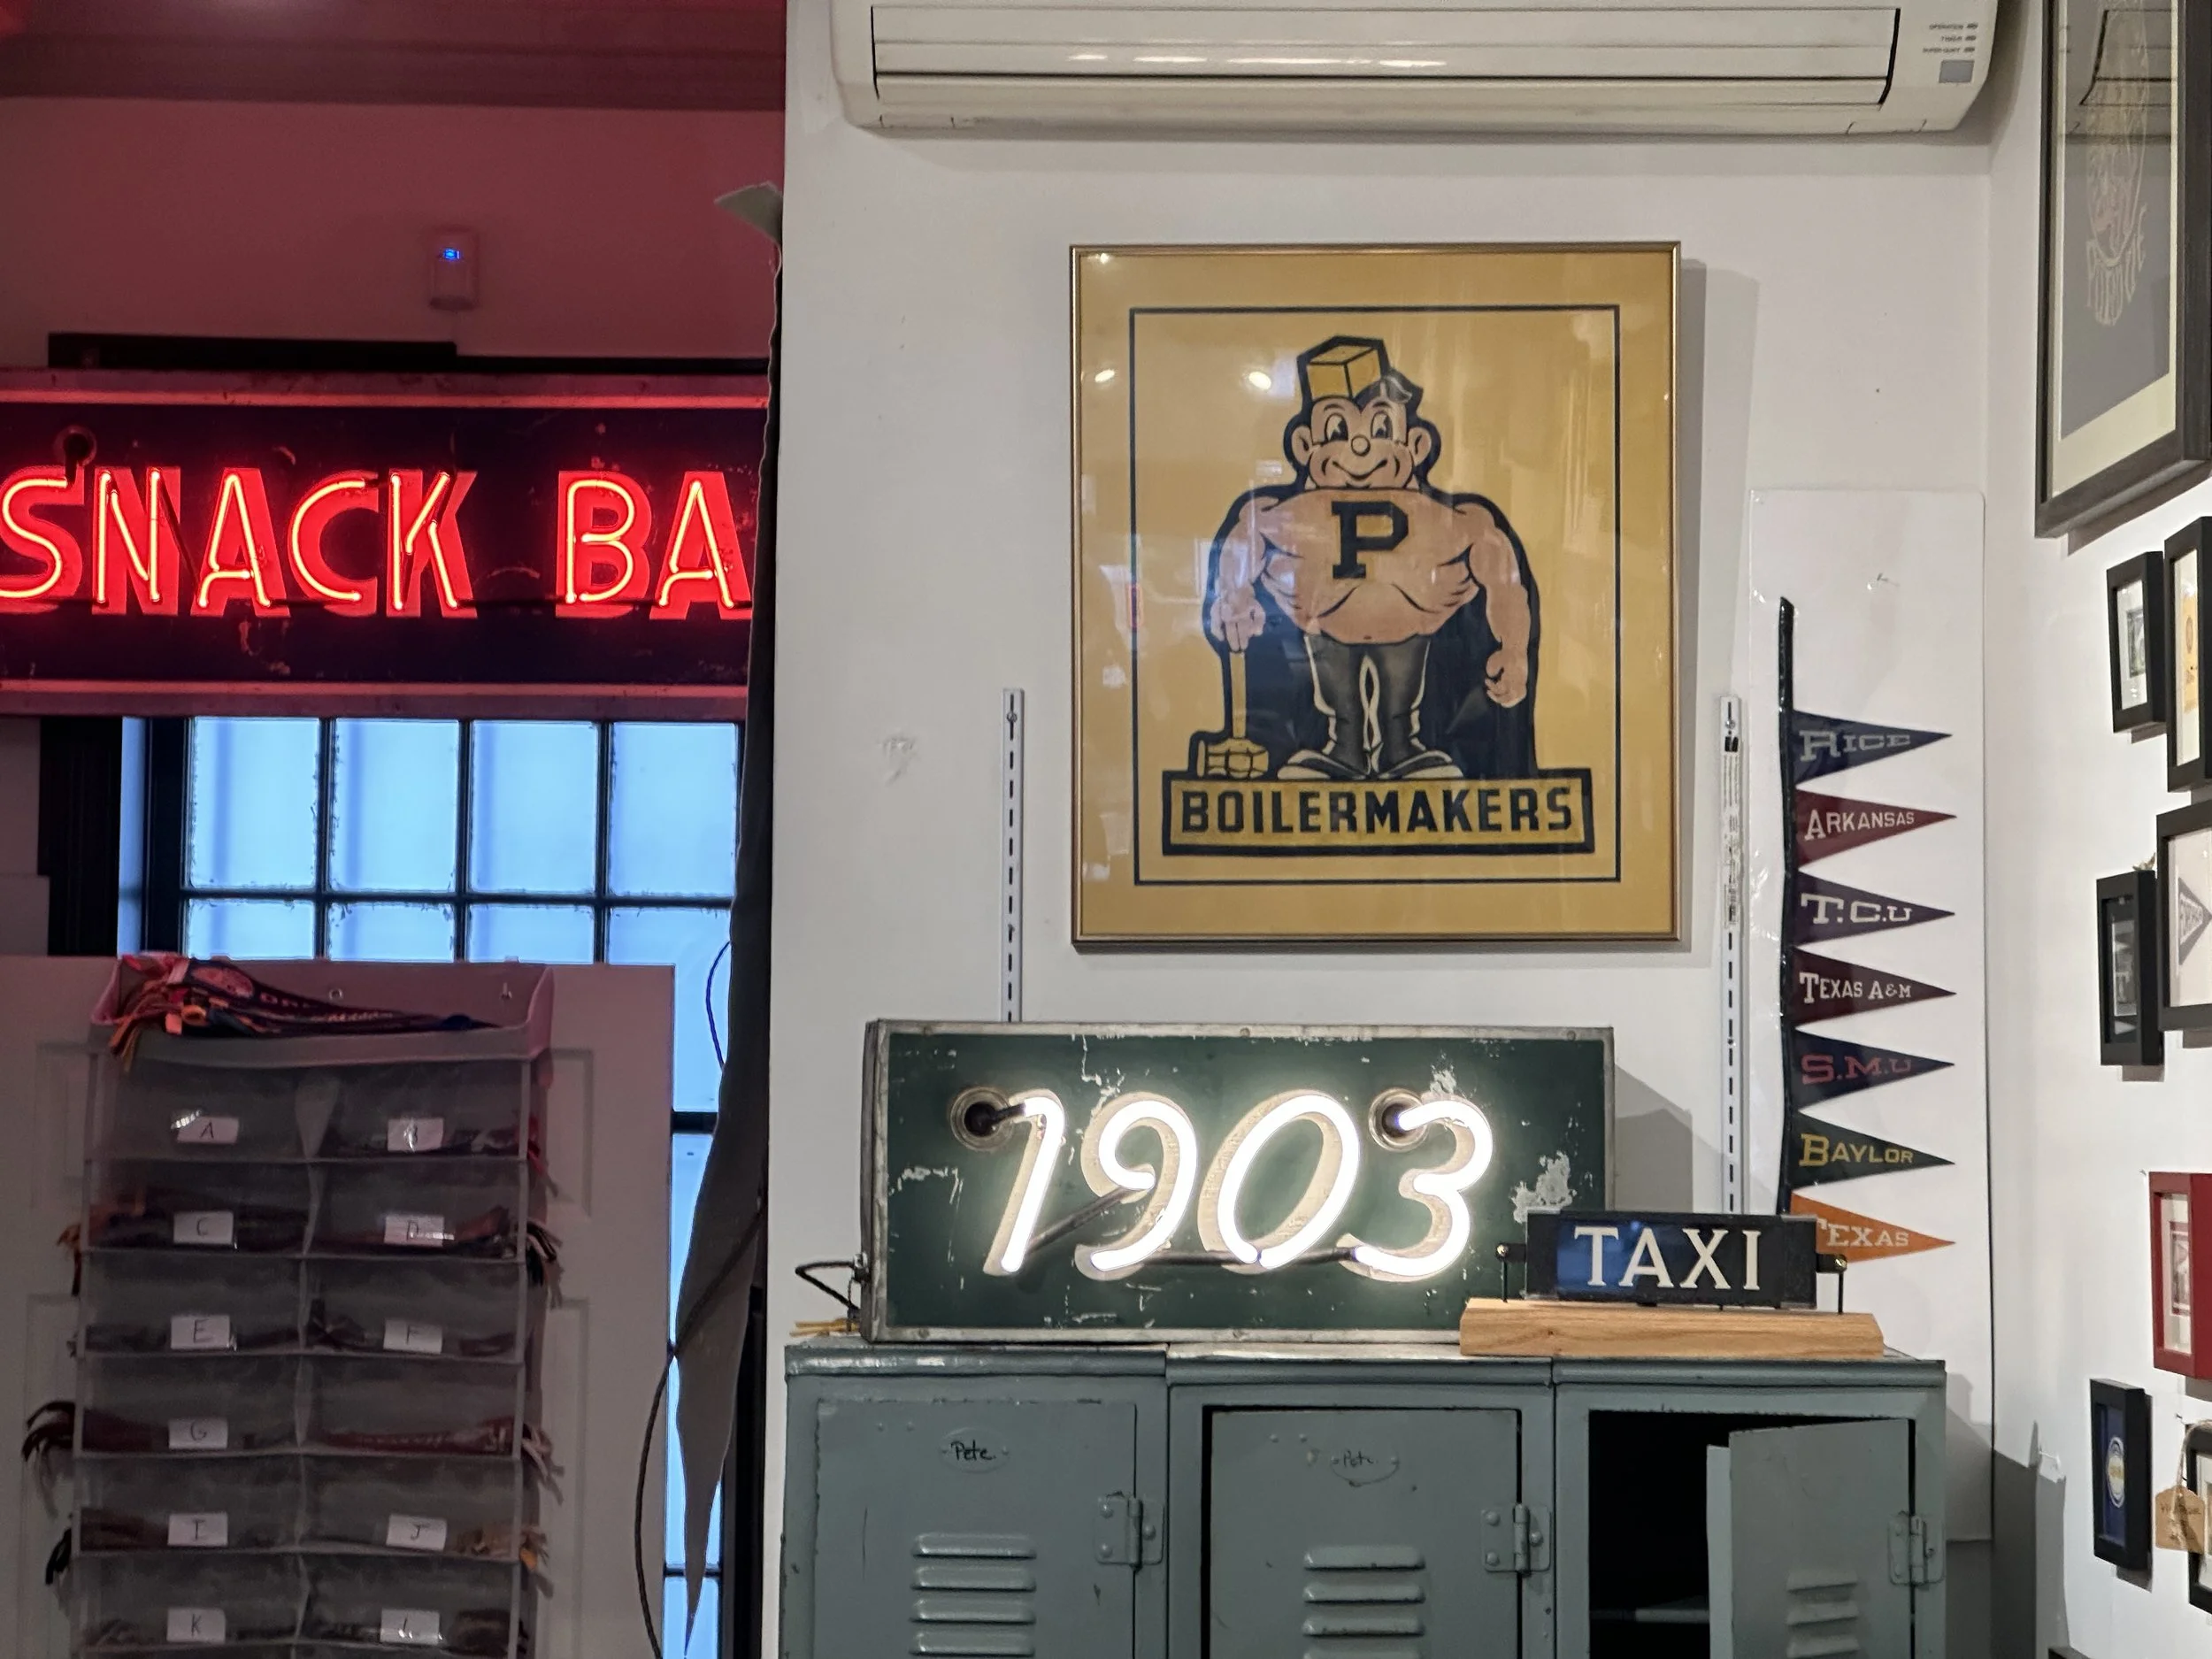 SNACK BA
P
BOILERMAKERS
RICE
ARKANSAS
T.C.U
TEXAS A&M
S.M.U
BAYLOR
TEXAS
1903
TAXI
Pete
A
C
D
E
F
G
I
J
K
L